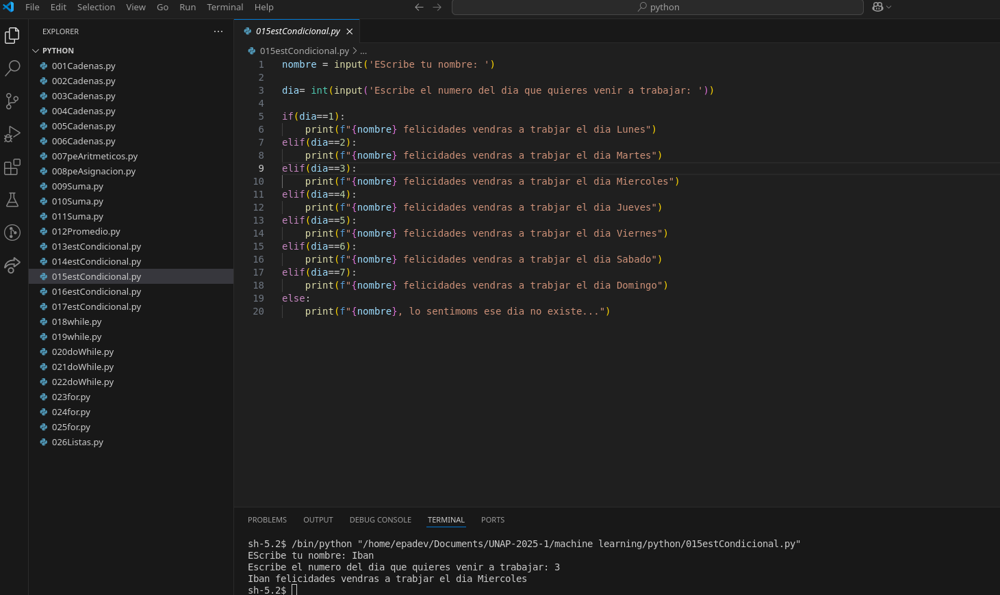 File Edit Selection View Go Run Terminal Help
python
EXPLORER
PYTHON
001Cadenas.py
002Cadenas.py
003Cadenas.py
004Cadenas.py
005Cadenas.py
006Cadenas.py
007peAritmeticos.py
008peAsignacion.py
009Suma.py
010Suma.py
011Suma.py
012Promedio.py
013estCondicional.py
014estCondicional.py
015estCondicional.py
016estCondicional.py
017estCondicional.py
018while.py
019while.py
020doWhile.py
021doWhile.py
022doWhile.py
023for.py
024for.py
025for.py
026Listas.py
015estCondicional.py
015estCondicional.py > ...
1 nombre = input('EScribe tu nombre: ')
2
3 dia= int(input('Escribe el numero del dia que quieres venir a trabajar: '))
4
5 if(dia==1):
6     print(f"{nombre} felicidades vendras a trabjar el dia Lunes")
7 elif(dia==2):
8     print(f"{nombre} felicidades vendras a trabjar el dia Martes")
9 elif(dia==3):
10     print(f"{nombre} felicidades vendras a trabjar el dia Miercoles")
11 elif(dia==4):
12     print(f"{nombre} felicidades vendras a trabjar el dia Jueves")
13 elif(dia==5):
14     print(f"{nombre} felicidades vendras a trabjar el dia Viernes")
15 elif(dia==6):
16     print(f"{nombre} felicidades vendras a trabjar el dia Sabado")
17 elif(dia==7):
18     print(f"{nombre} felicidades vendras a trabjar el dia Domingo")
19 else:
20     print(f"{nombre}, lo sentimoms ese dia no existe...")
PROBLEMS OUTPUT DEBUG CONSOLE TERMINAL PORTS
sh-5.2$ /bin/python "/home/epadev/Documents/UNAP-2025-1/machine learning/python/015estCondicional.py"
EScribe tu nombre: Iban
Escribe el numero del dia que quieres venir a trabajar: 3
Iban felicidades vendras a trabjar el dia Miercoles
sh-5.2$